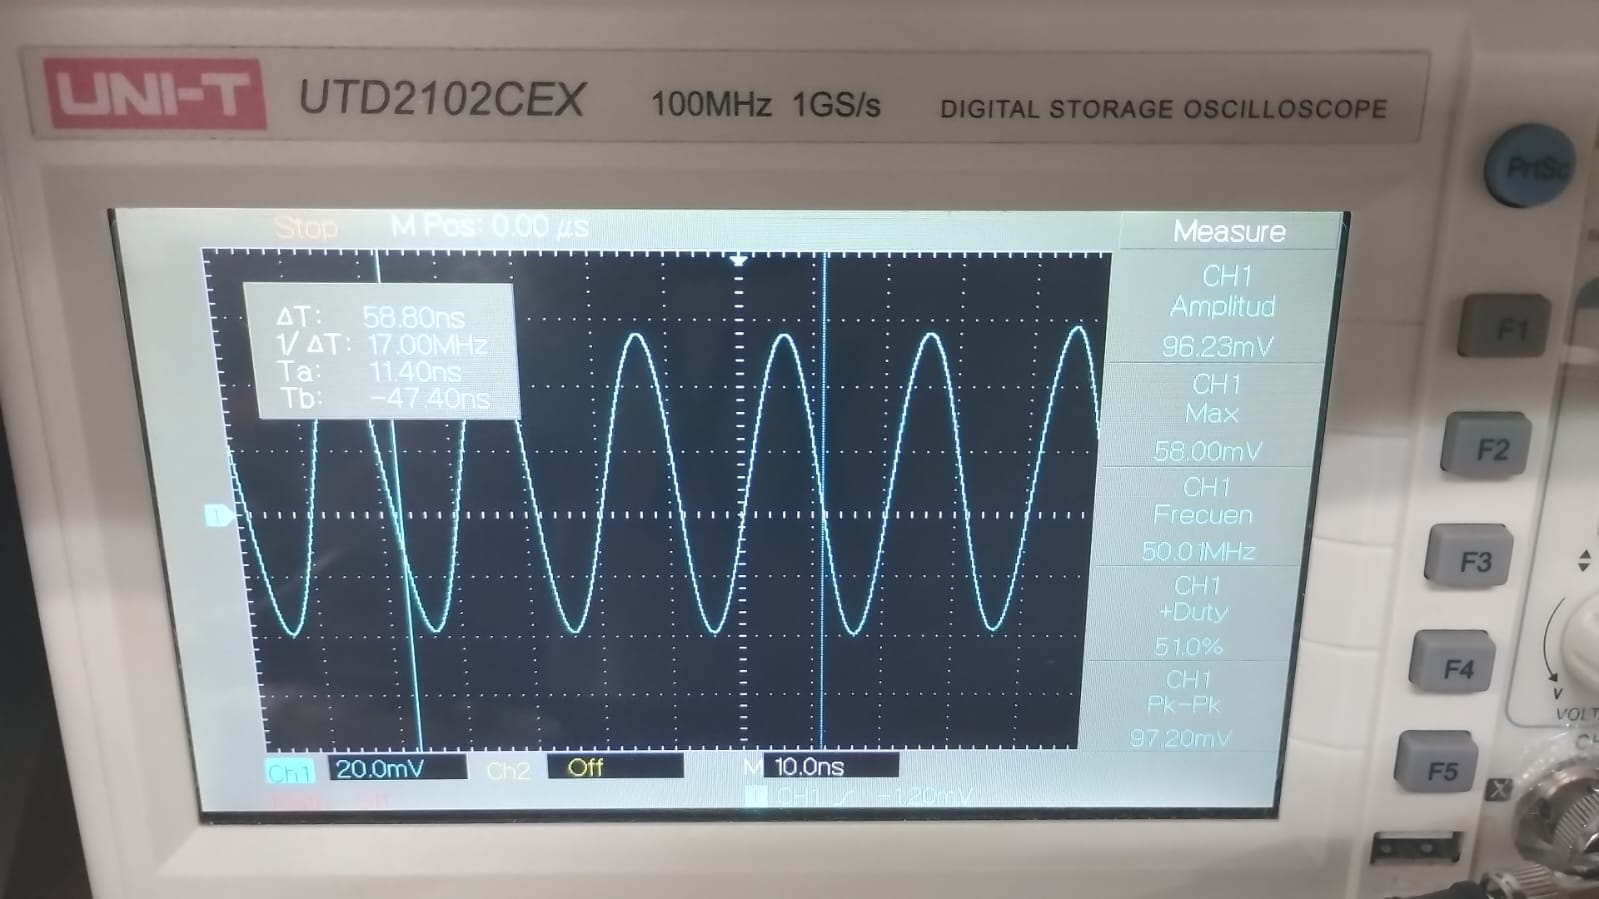 UNI-T UTD2102CEX 100MHz 1GS/s DIGITAL STORAGE OSCILLOSCOPE
PrtSc
Stop M Pos: 0.00 μs
Measure
ΔT: 58.80ns
1/ΔT: 17.00MHz
Ta: 11.40ns
Tb: -47.40ns
1
CH1
Amplitud
96.23mV
CH1
Max
58.00mV
CH1
Frecuen
50.01MHz
CH1
+Duty
51.0%
CH1
Pk-Pk
97.20mV
F1
F2
F3
F4
F5
Ch1 20.0mV Ch2 Off M 10.0ns
CH1 -1.20mV
V
X